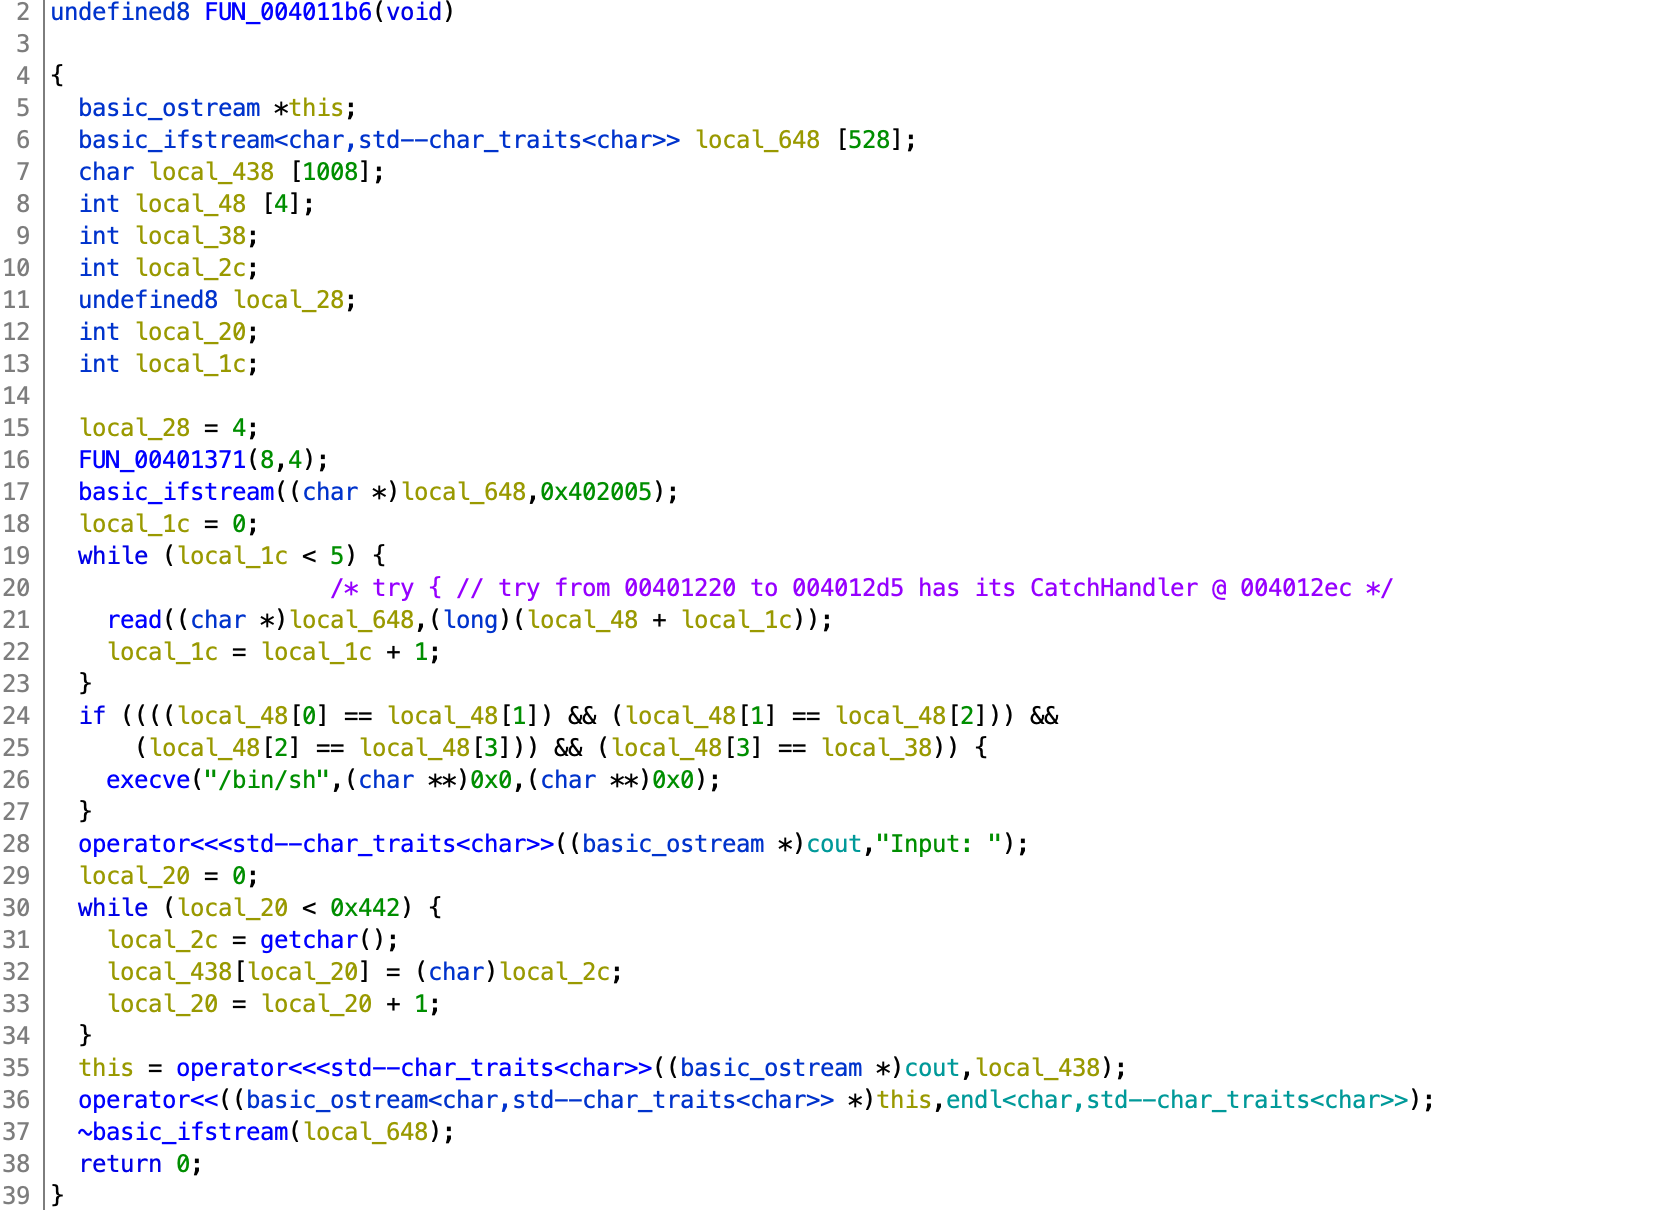 2 undefined8 FUN_004011b6(void)
3
4 {
5   basic_ostream *this;
6   basic_ifstream<char,std--char_traits<char>> local_648 [528];
7   char local_438 [1008];
8   int local_48 [4];
9   int local_38;
10   int local_2c;
11   undefined8 local_28;
12   int local_20;
13   int local_1c;
14
15   local_28 = 4;
16   FUN_00401371(8,4);
17   basic_ifstream((char *)local_648,0x402005);
18   local_1c = 0;
19   while (local_1c < 5) {
20                     /* try { // try from 00401220 to 004012d5 has its CatchHandler @ 004012ec */
21     read((char *)local_648,(long)(local_48 + local_1c));
22     local_1c = local_1c + 1;
23   }
24   if ((((local_48[0] == local_48[1]) && (local_48[1] == local_48[2])) &&
25       (local_48[2] == local_48[3])) && (local_48[3] == local_38)) {
26     execve("/bin/sh",(char **)0x0,(char **)0x0);
27   }
28   operator<<<std--char_traits<char>>((basic_ostream *)cout,"Input: ");
29   local_20 = 0;
30   while (local_20 < 0x442) {
31     local_2c = getchar();
32     local_438[local_20] = (char)local_2c;
33     local_20 = local_20 + 1;
34   }
35   this = operator<<<std--char_traits<char>>((basic_ostream *)cout,local_438);
36   operator<<((basic_ostream<char,std--char_traits<char>> *)this,endl<char,std--char_traits<char>>);
37   ~basic_ifstream(local_648);
38   return 0;
39 }